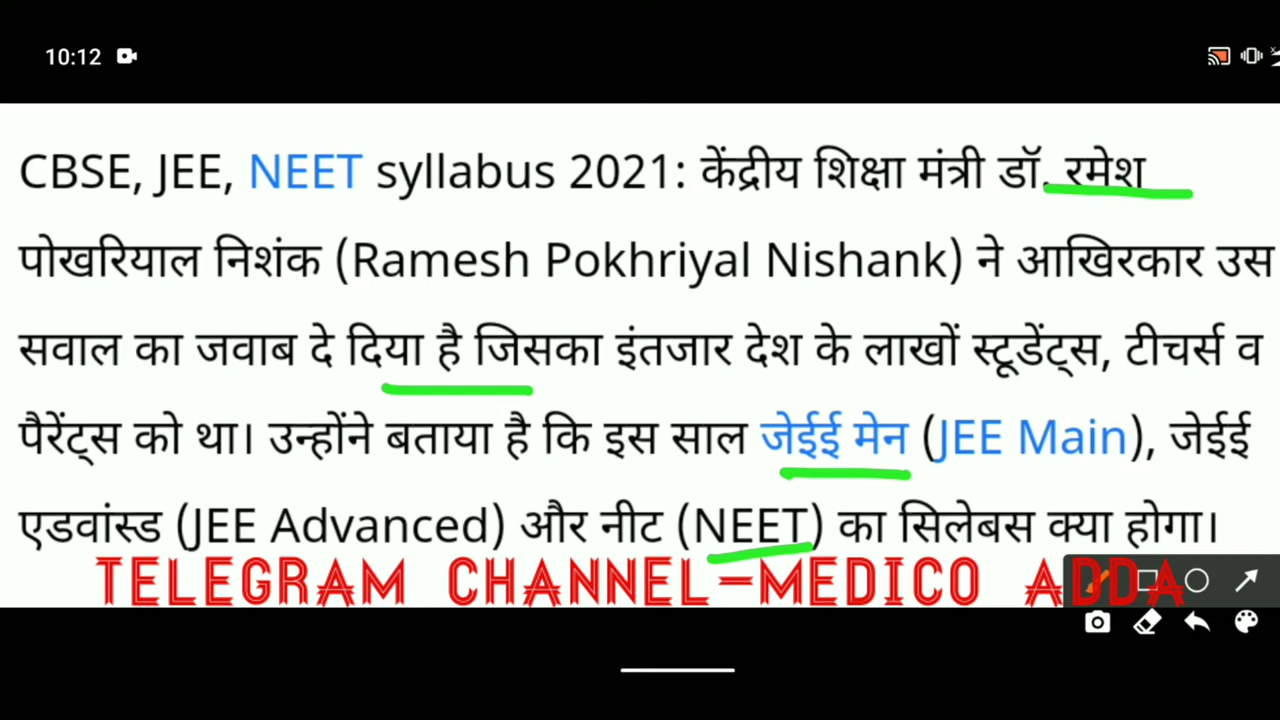 10:12
CBSE, JEE, NEET syllabus 2021: केंद्रीय शिक्षा मंत्री डॉ. रमेश
पोखरियाल निशंक (Ramesh Pokhriyal Nishank) ने आखिरकार उस
सवाल का जवाब दे दिया है जिसका इंतजार देश के लाखों स्टूडेंट्स, टीचर्स व
पैरेंट्स को था। उन्होंने बताया है कि इस साल जेईई मेन (JEE Main), जेईई
एडवांस्ड (JEE Advanced) और नीट (NEET) का सिलेबस क्या होगा।
TELEGRAM CHANNEL-MEDICO ADDA